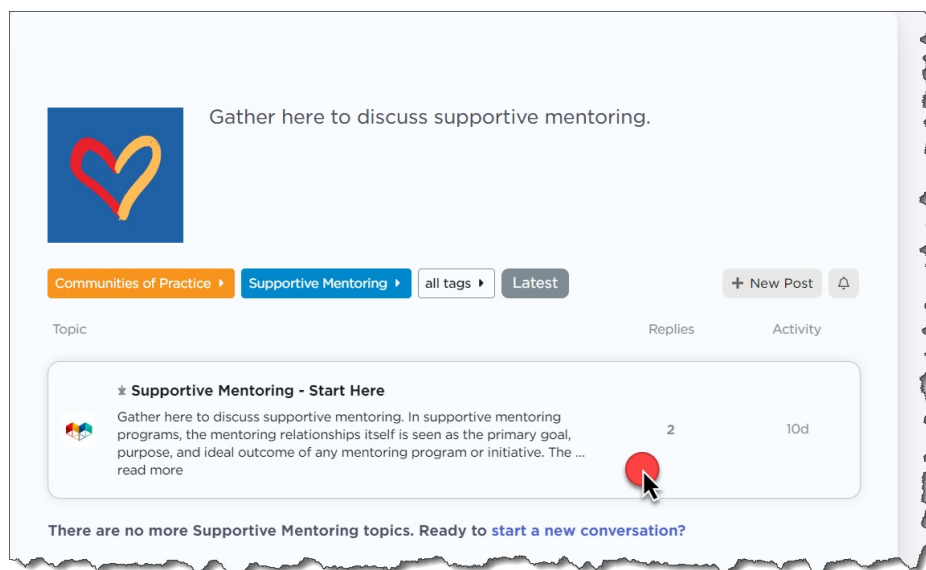 Gather here to discuss supportive mentoring.
Communities of Practice
Supportive Mentoring
all tags
Latest
+ New Post
Topic
Replies
Activity
Supportive Mentoring - Start Here
Gather here to discuss supportive mentoring. In supportive mentoring
programs, the mentoring relationships itself is seen as the primary goal,
purpose, and ideal outcome of any mentoring program or initiative. The ...
read more
2
10d
There are no more Supportive Mentoring topics. Ready to start a new conversation?